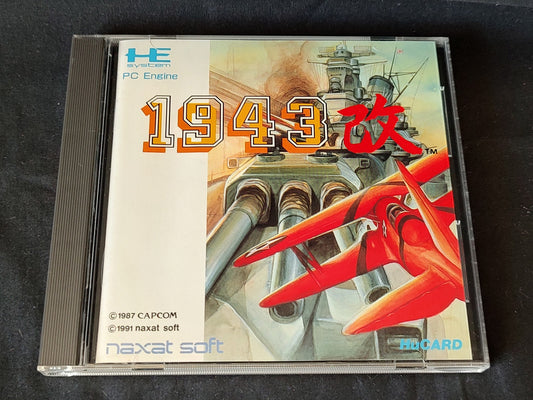 HE
system
PC Engine
1943改
TM
©1987 CAPCOM
©1991 naxat soft
naxat soft
HuCARD